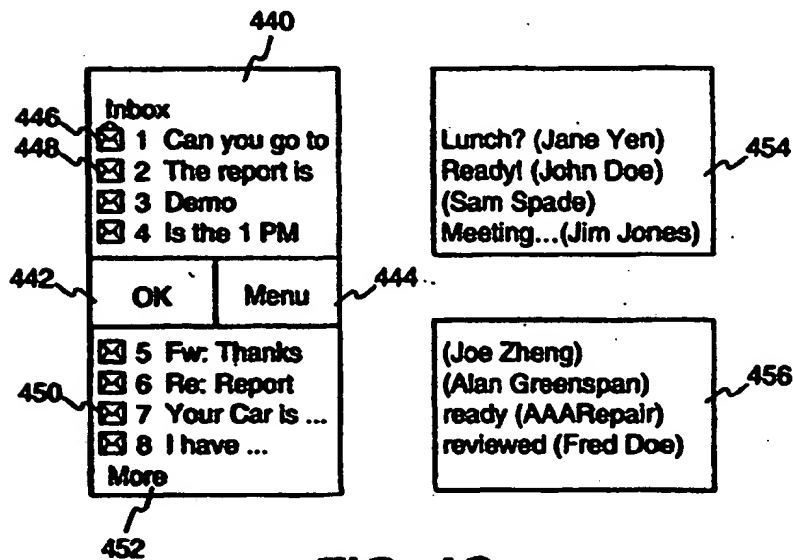 440
Inbox
446
1 Can you go to
448
2 The report is
3 Demo
4 Is the 1 PM
Lunch? (Jane Yen)
Ready! (John Doe)
(Sam Spade)
Meeting...(Jim Jones)
454
442
OK
Menu
444
5 Fw: Thanks
6 Re: Report
450
7 Your Car is ...
8 I have ...
More
452
(Joe Zheng)
(Alan Greenspan)
ready (AAARepair)
reviewed (Fred Doe)
456